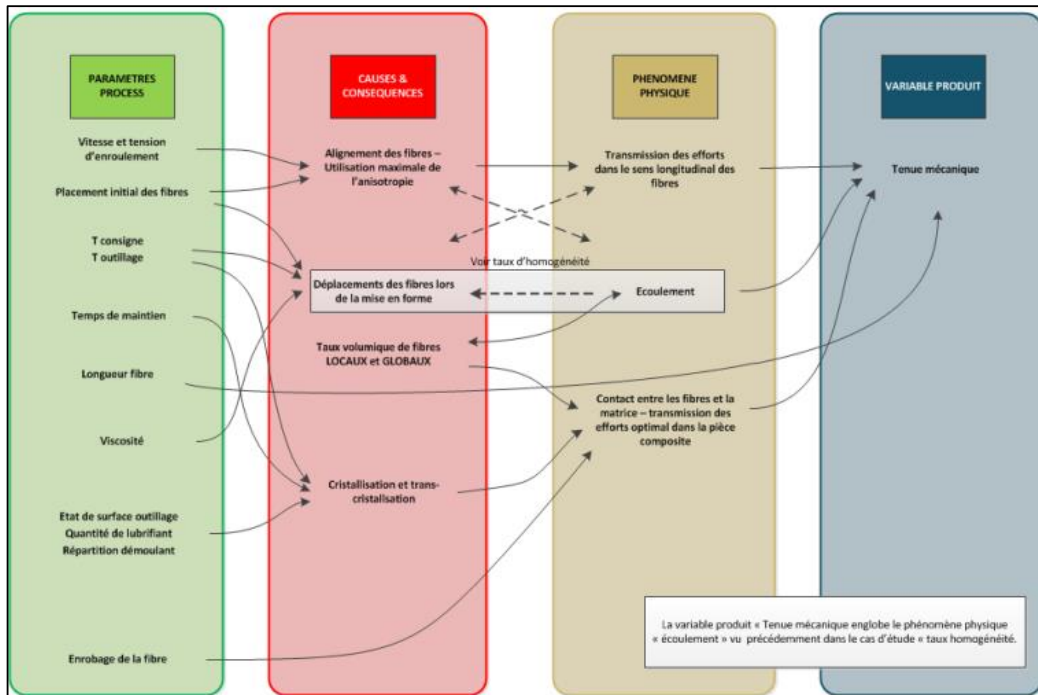 PARAMETRES
PROCESS
Vitesse et tension
d'enroulement
Placement initial des fibres
T consigne
T outillage
Temps de maintien
Longueur fibre
Viscosité
Etat de surface outillage
Quantité de lubrifiant
Répartition démoulant
Enrobage de la fibre
CAUSES &
CONSEQUENCES
Alignement des fibres –
Utilisation maximale de
l'anisotropie
Déplacements des fibres lors
de la mise en forme
Taux volumique de fibres
LOCAUX et GLOBAUX
Cristallisation et trans-
cristalisation
PHENOMENE
PHYSIQUE
Transmission des efforts
dans le sens longitudinal des
fibres
Voir taux d'homogénéité
Ecoulement
Contact entre les fibres et la
matrice – transmission des
efforts optimal dans la pièce
composite
VARIABLE PRODUIT
Tenue mécanique
La variable produit « Tenue mécanique englobe le phénomène physique
« écoulement » vu précédemment dans le cas d'étude « taux homogénéité.